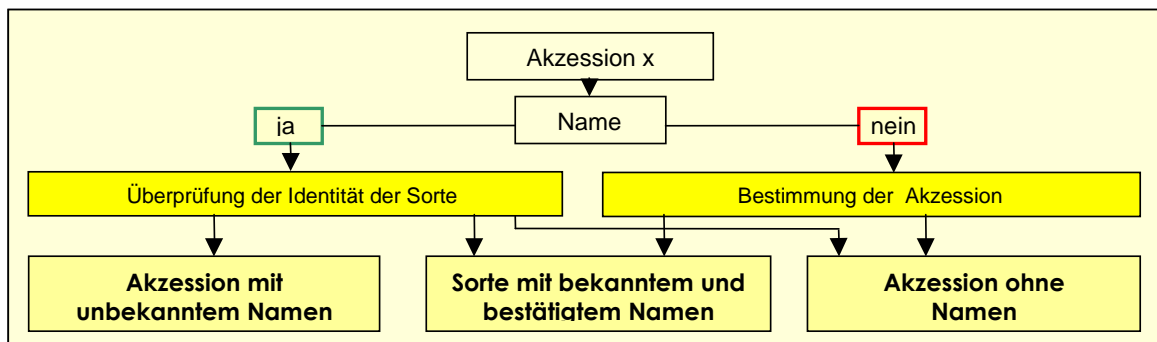 Akzession x
Name
ja
nein
Überprüfung der Identität der Sorte
Bestimmung der Akzession
Akzession mit
unbekanntem Namen
Sorte mit bekanntem und
bestätigtem Namen
Akzession ohne
Namen